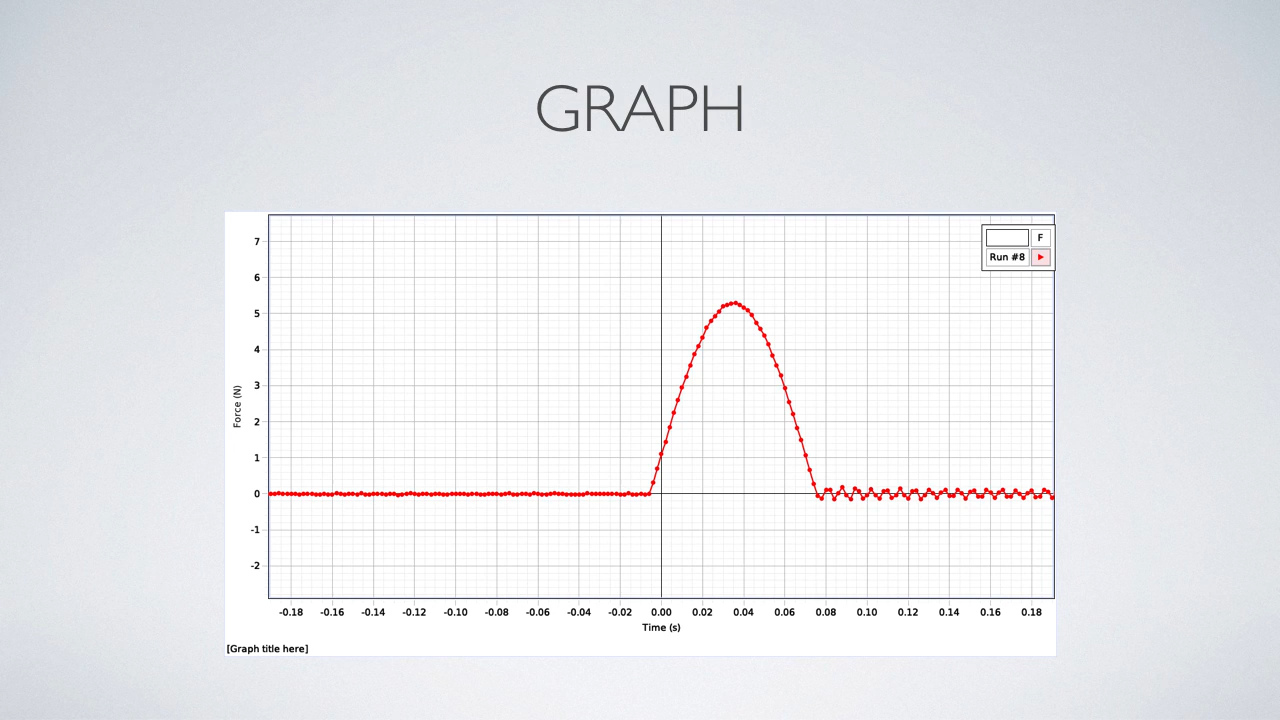 GRAPH
7
6
5
4
3
2
1
0
-1
-2
Force (N)
F
Run #8
-0.18 -0.16 -0.14 -0.12 -0.10 -0.08 -0.06 -0.04 -0.02 0.00 0.02 0.04 0.06 0.08 0.10 0.12 0.14 0.16 0.18
Time (s)
[Graph title here]